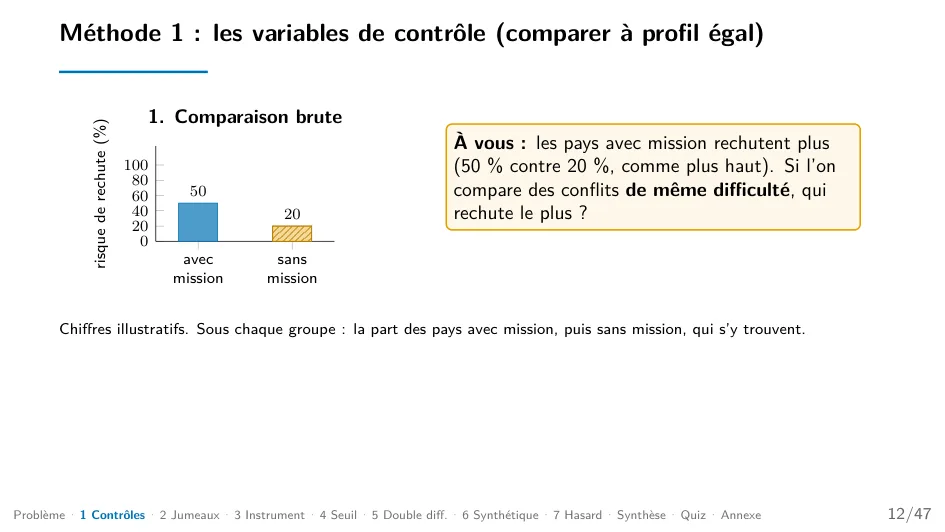 Méthode 1 : les variables de contrôle (comparer à profil égal)
1. Comparaison brute
risque de rechute (%)
100
80
60
40
20
0
50
20
avec
mission
sans
mission
À vous : les pays avec mission rechutent plus
(50 % contre 20 %, comme plus haut). Si l'on
compare des conflits de même difficulté, qui
rechute le plus ?
Chiffres illustratifs. Sous chaque groupe : la part des pays avec mission, puis sans mission, qui s'y trouvent.
Problème · 1 Contrôles · 2 Jumeaux · 3 Instrument · 4 Seuil · 5 Double diff. · 6 Synthétique · 7 Hasard · Synthèse · Quiz · Annexe
12/47